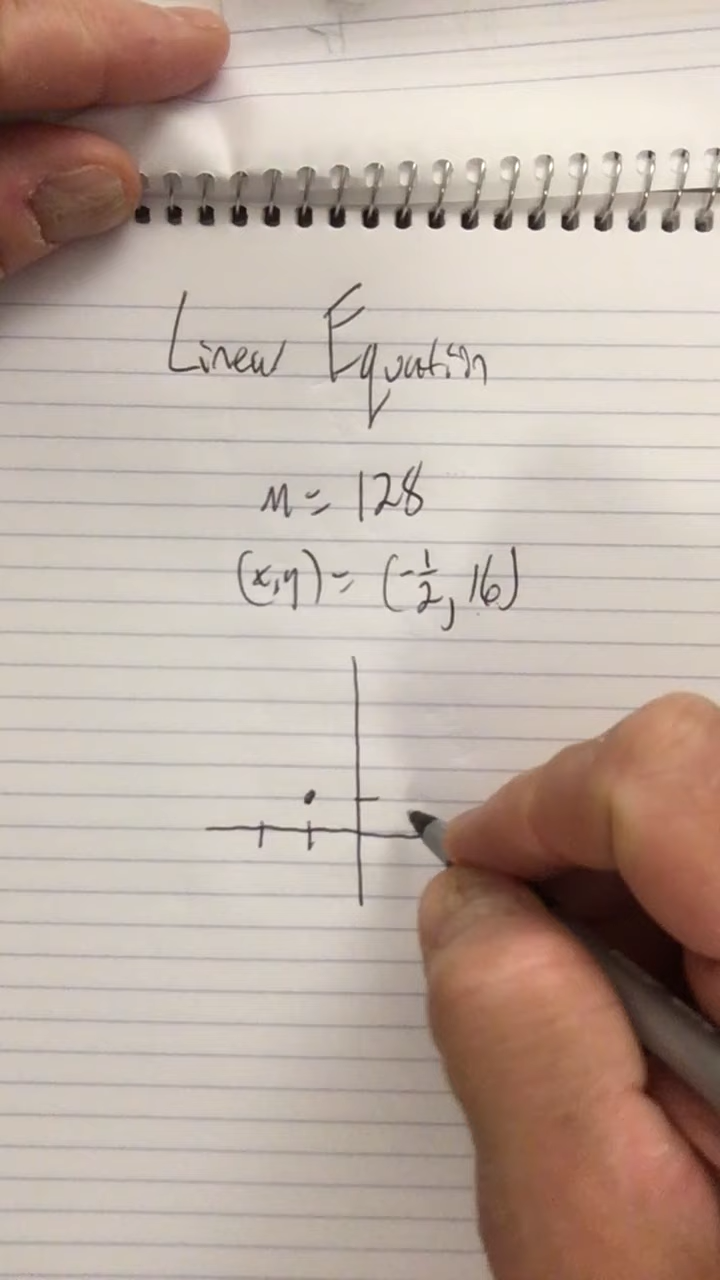 Linear Equation
m = 128
(x,y) = (-1/2, 16)